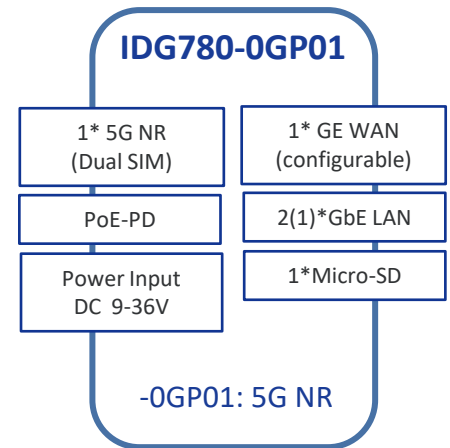 IDG780-0GP01
1* 5G NR
(Dual SIM)
PoE-PD
Power Input
DC 9-36V
1* GE WAN
(configurable)
2(1)*GbE LAN
1*Micro-SD
-0GP01: 5G NR